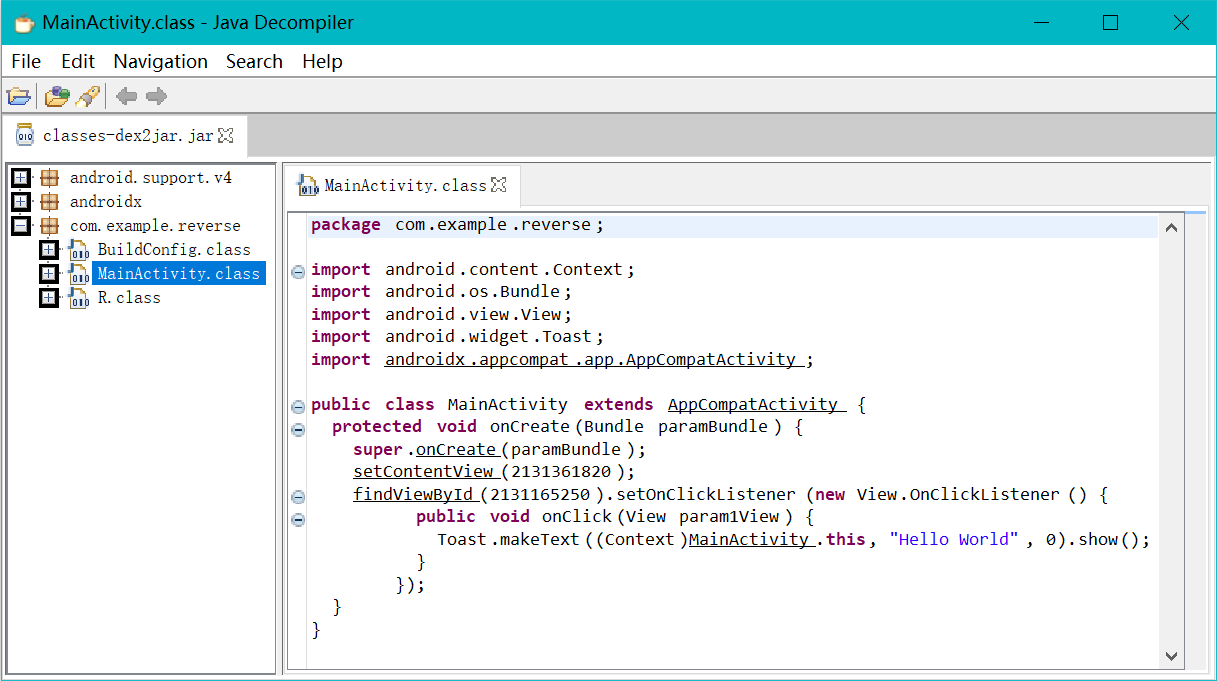 MainActivity.class - Java Decompiler
File Edit Navigation Search Help
classes-dex2jar.jar
android.support.v4
androidx
com.example.reverse
BuildConfig.class
MainActivity.class
R.class
MainActivity.class
package com.example.reverse;
import android.content.Context;
import android.os.Bundle;
import android.view.View;
import android.widget.Toast;
import androidx.appcompat.app.AppCompatActivity;
public class MainActivity extends AppCompatActivity {
protected void onCreate(Bundle paramBundle) {
super.onCreate(paramBundle);
setContentView(2131361820);
findViewById(2131165250).setOnClickListener(new View.OnClickListener() {
public void onClick(View param1View) {
Toast.makeText((Context)MainActivity.this, "Hello World", 0).show();
}
});
}
}